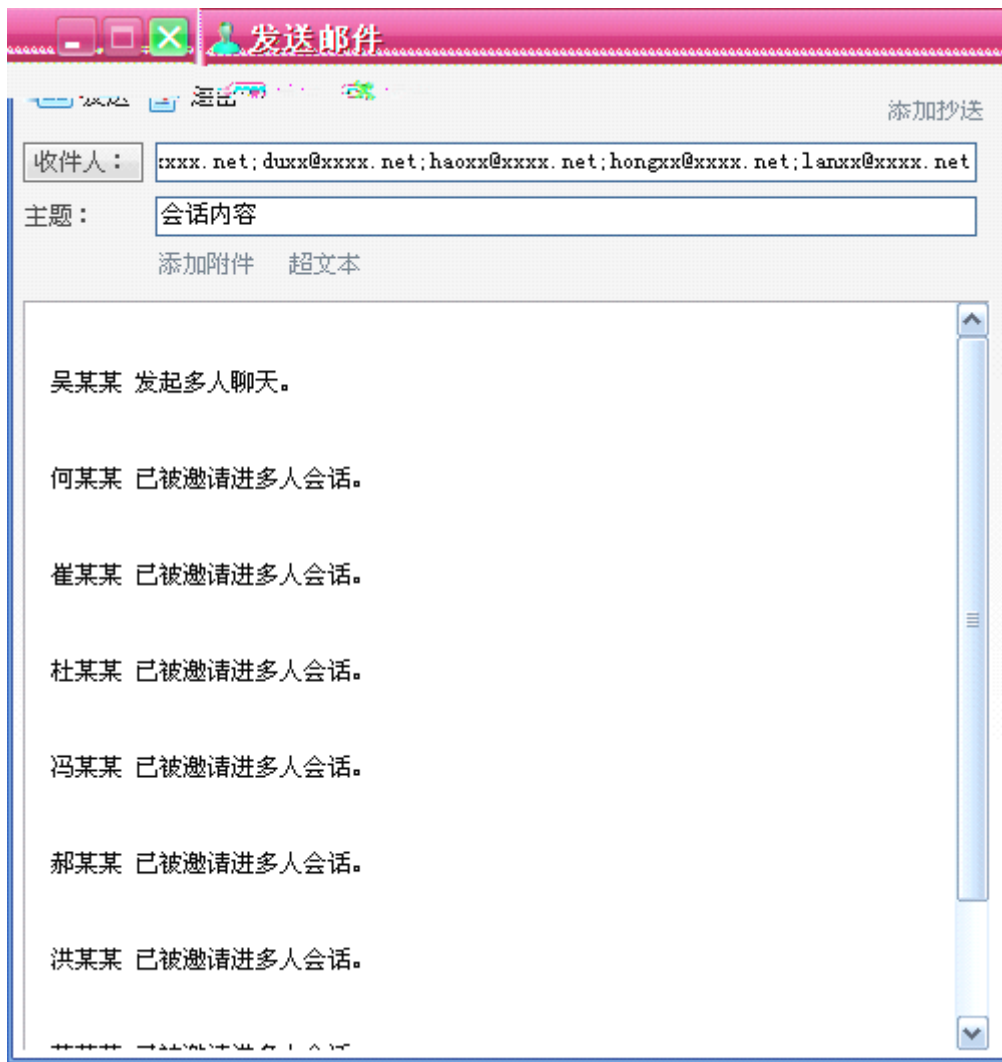 发送邮件
添加抄送
收件人：
xxx.net;duxx@xxxx.net;haoxx@xxxx.net;hongxx@xxxx.net;lanxx@xxxx.net
主题：
会话内容
添加附件 超文本
吴某某 发起多人聊天。
何某某 已被邀请进多人会话。
崔某某 已被邀请进多人会话。
杜某某 已被邀请进多人会话。
冯某某 已被邀请进多人会话。
郝某某 已被邀请进多人会话。
洪某某 已被邀请进多人会话。